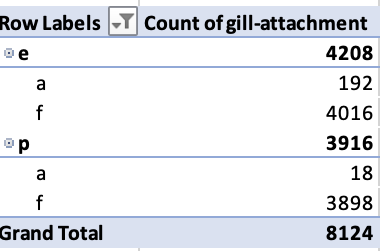 Row Labels Count of gill-attachment
e 4208
a 192
f 4016
p 3916
a 18
f 3898
Grand Total 8124